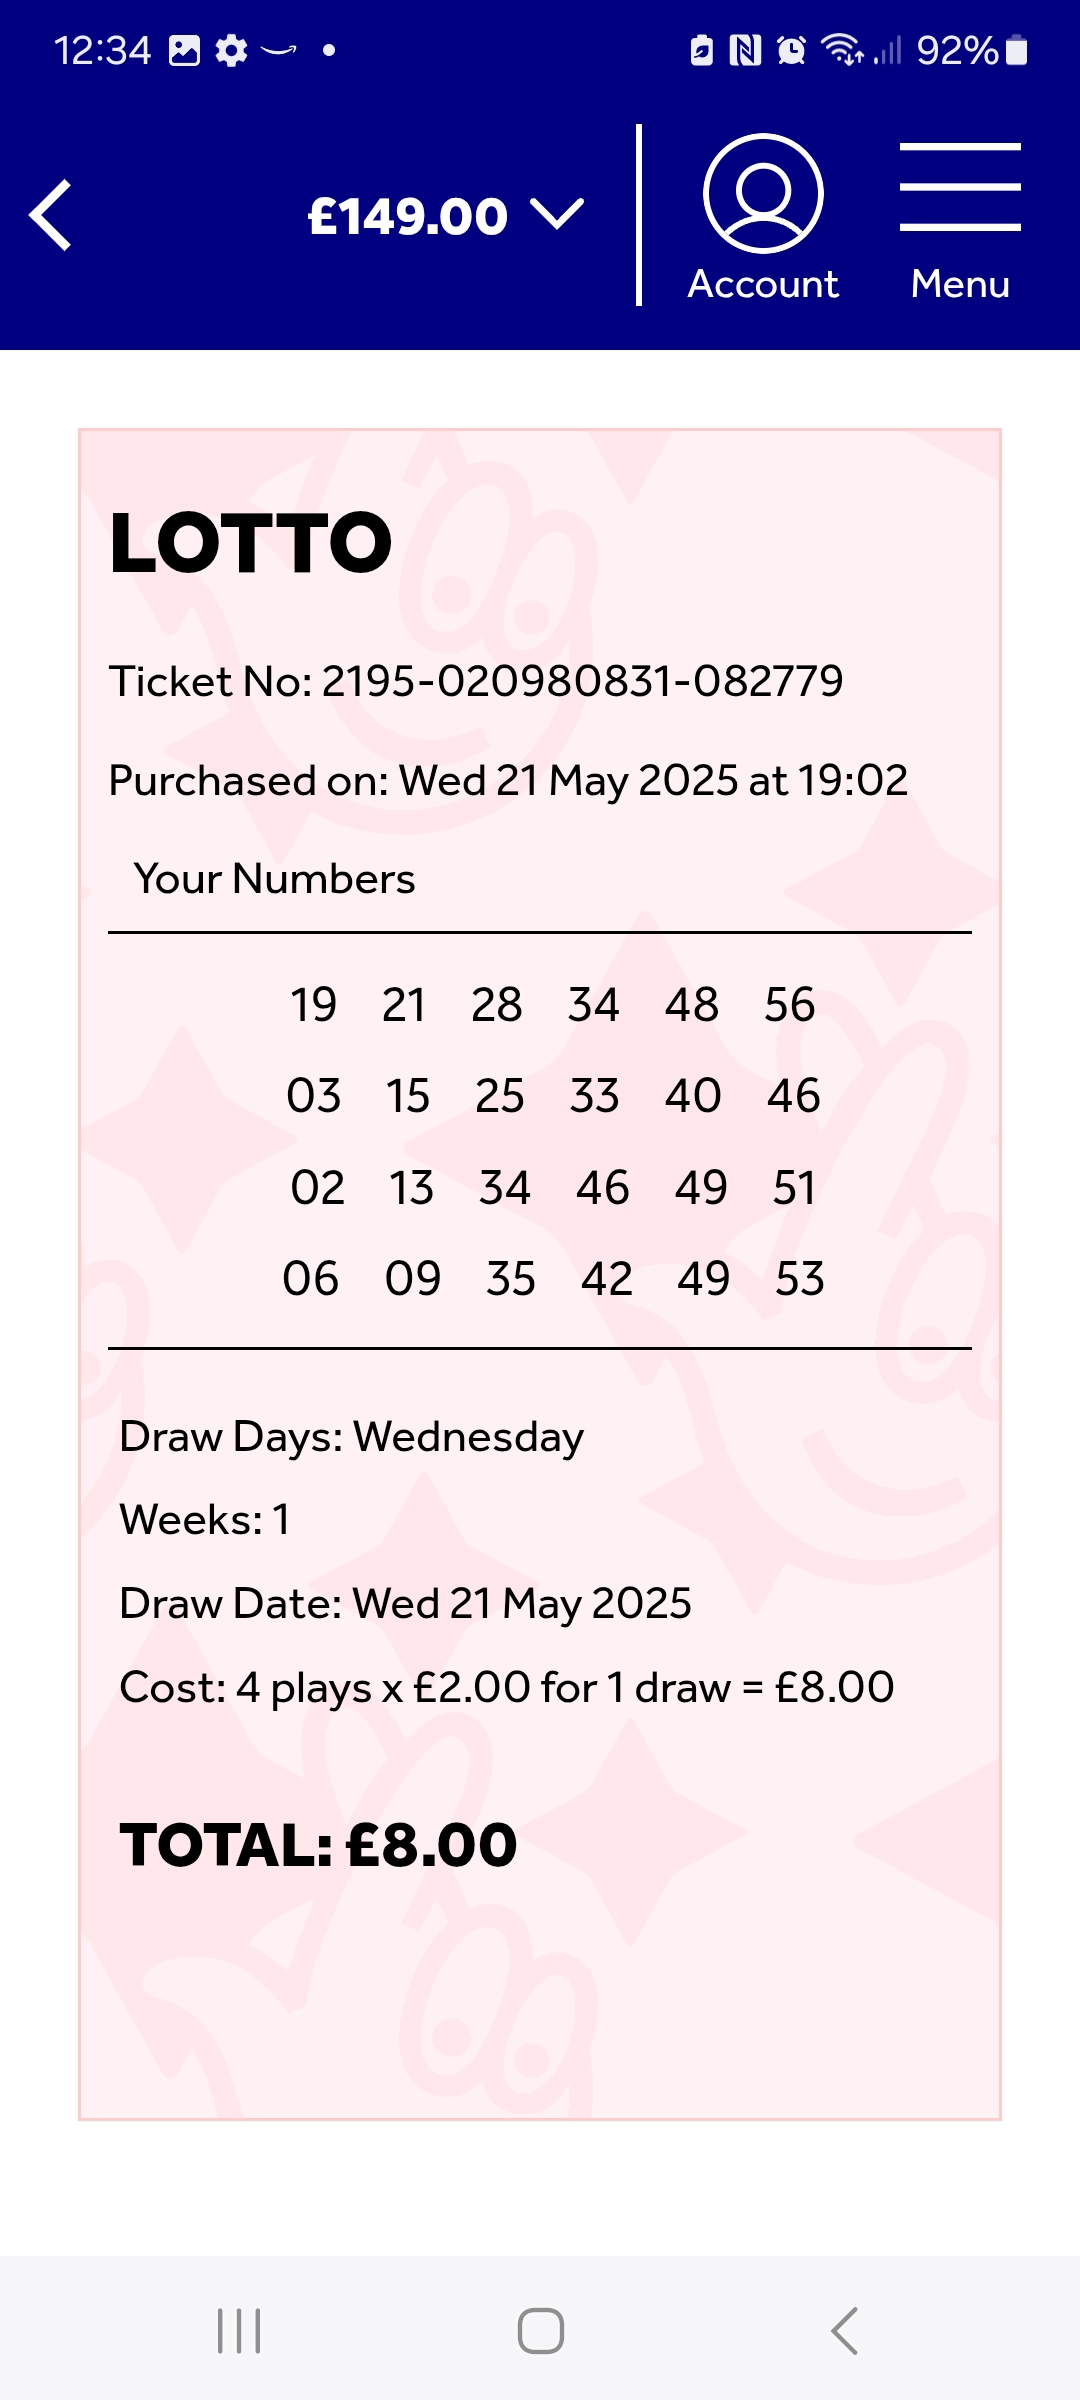 12:34
92%
£149.00
Account
Menu
LOTTO
Ticket No: 2195-020980831-082779
Purchased on: Wed 21 May 2025 at 19:02
Your Numbers
19 21 28 34 48 56
03 15 25 33 40 46
02 13 34 46 49 51
06 09 35 42 49 53
Draw Days: Wednesday
Weeks: 1
Draw Date: Wed 21 May 2025
Cost: 4 plays x £2.00 for 1 draw = £8.00
TOTAL: £8.00